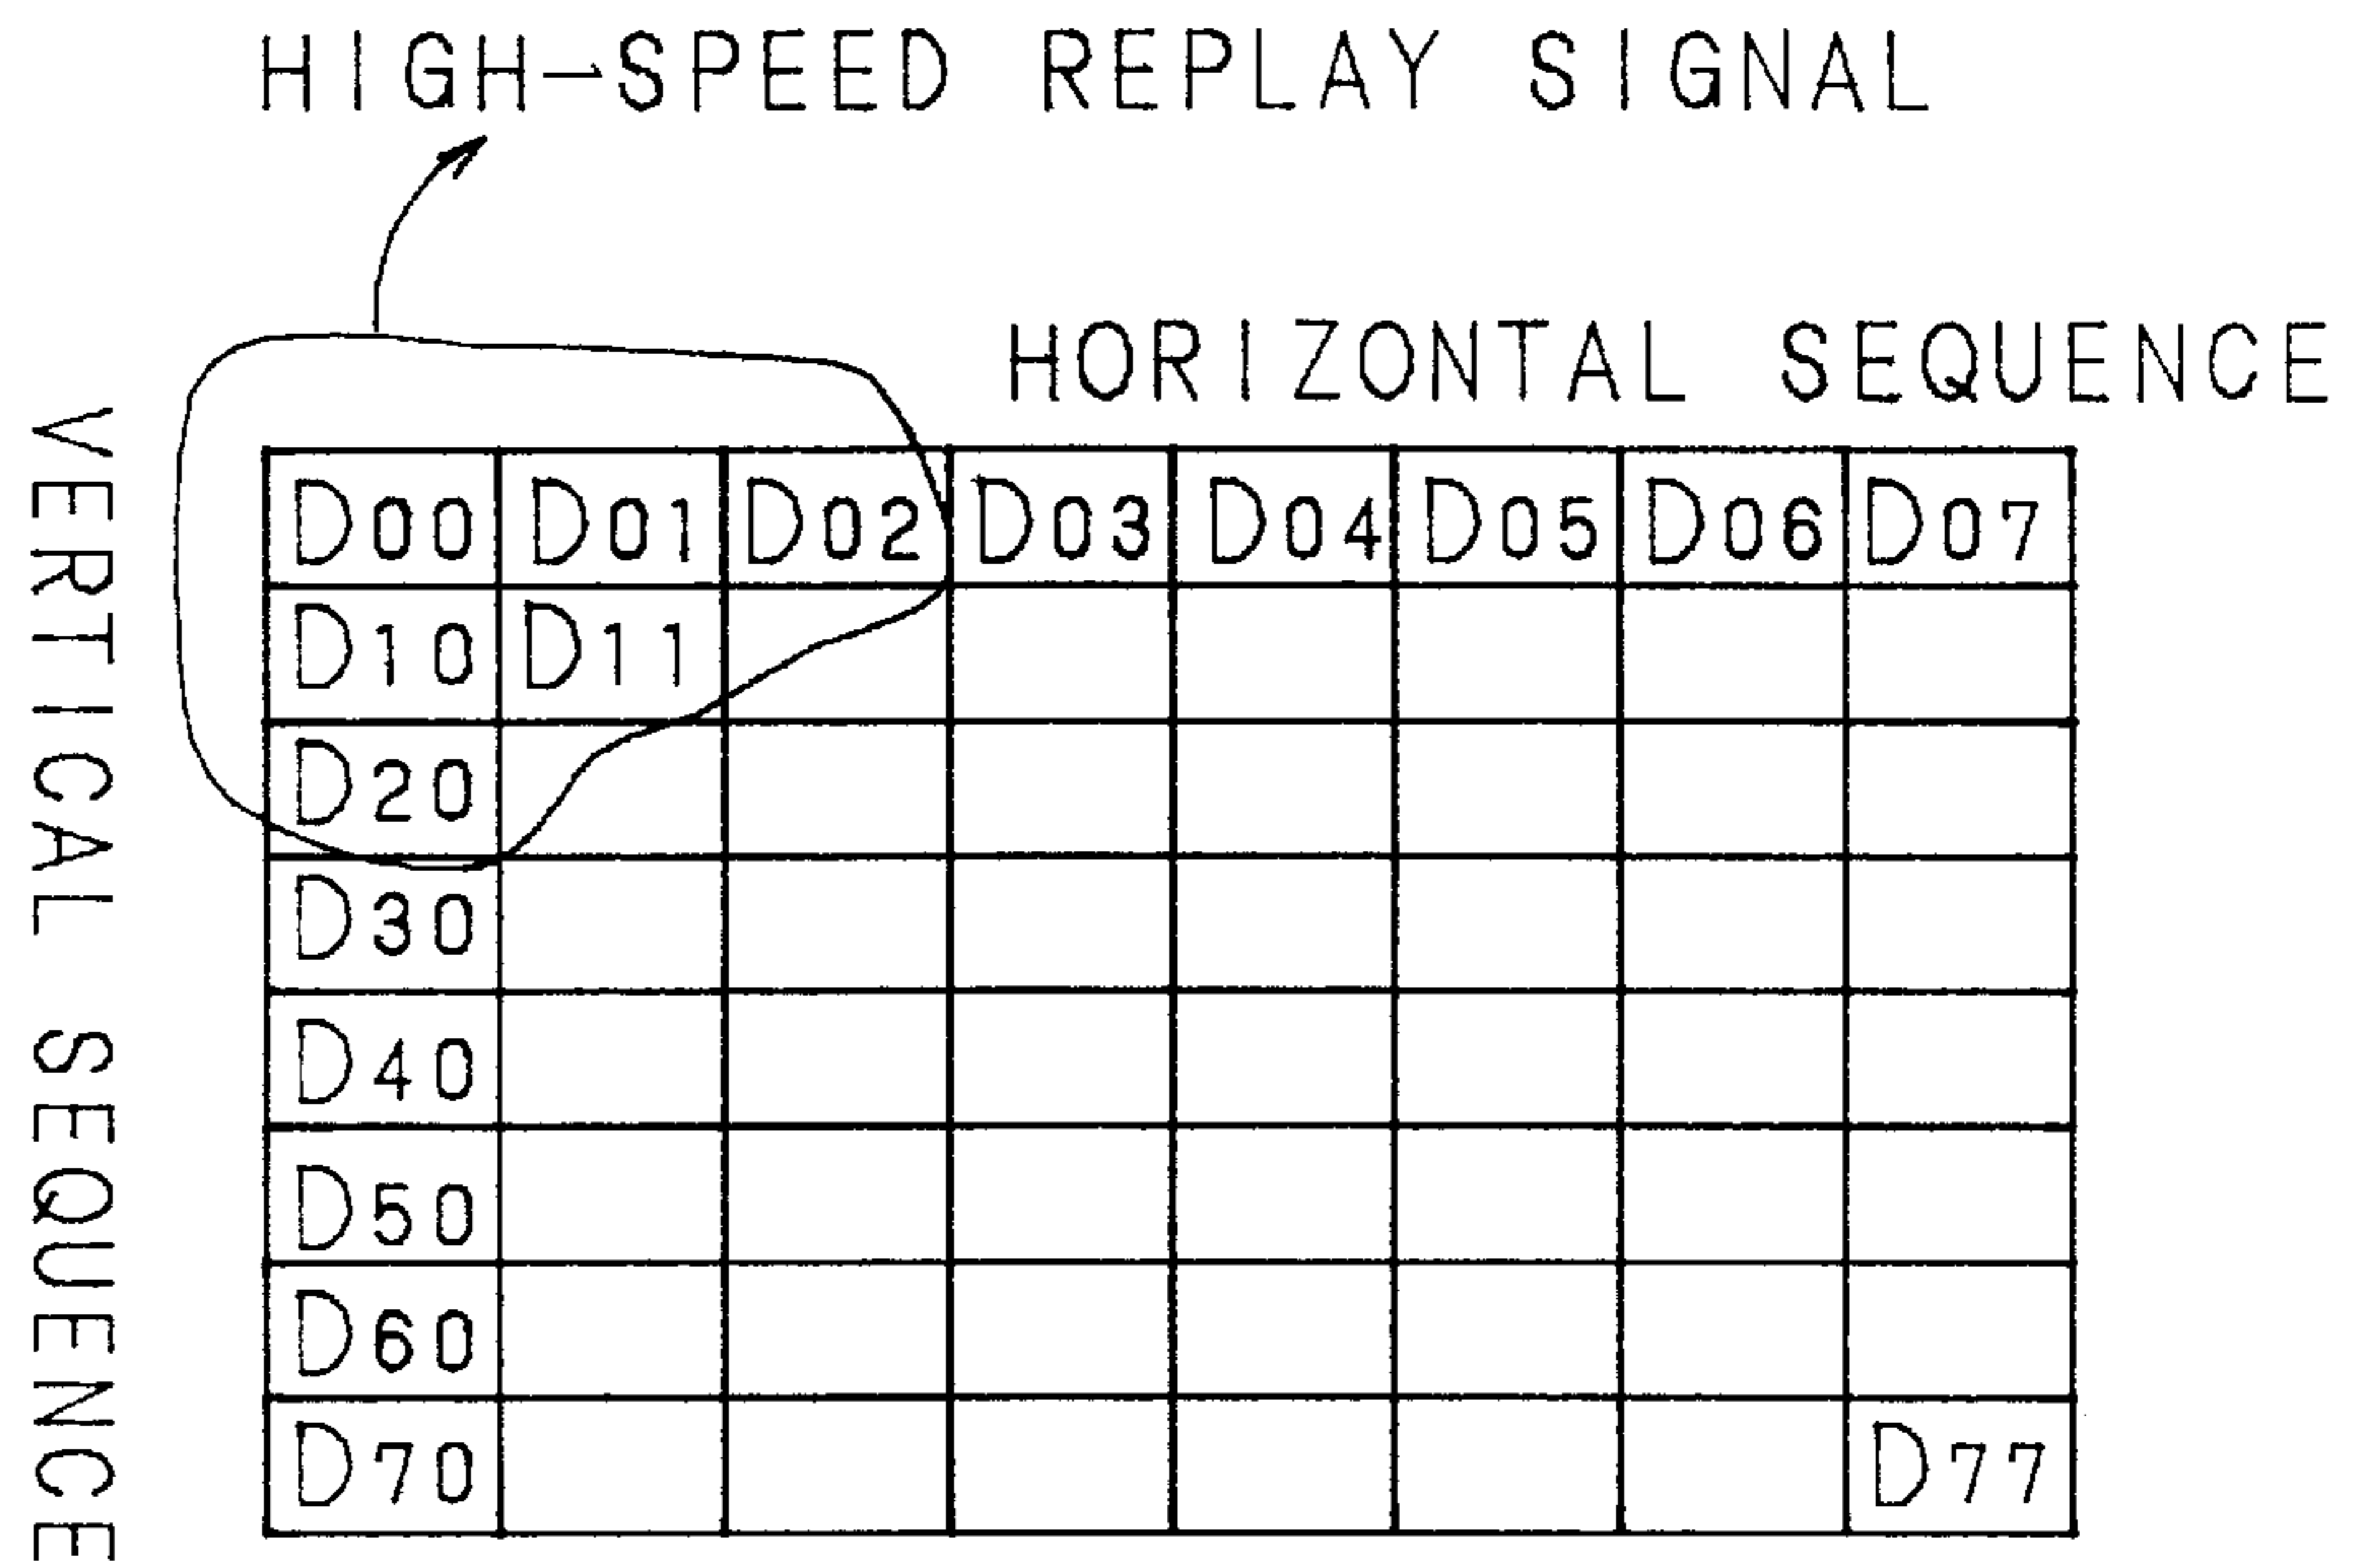 HIGH-SPEED REPLAY SIGNAL
HORIZONTAL SEQUENCE
VERTICAL SEQUENCE
D00 D01 D02 D03 D04 D05 D06 D07
D10 D11
D20
D30
D40
D50
D60
D70 D77